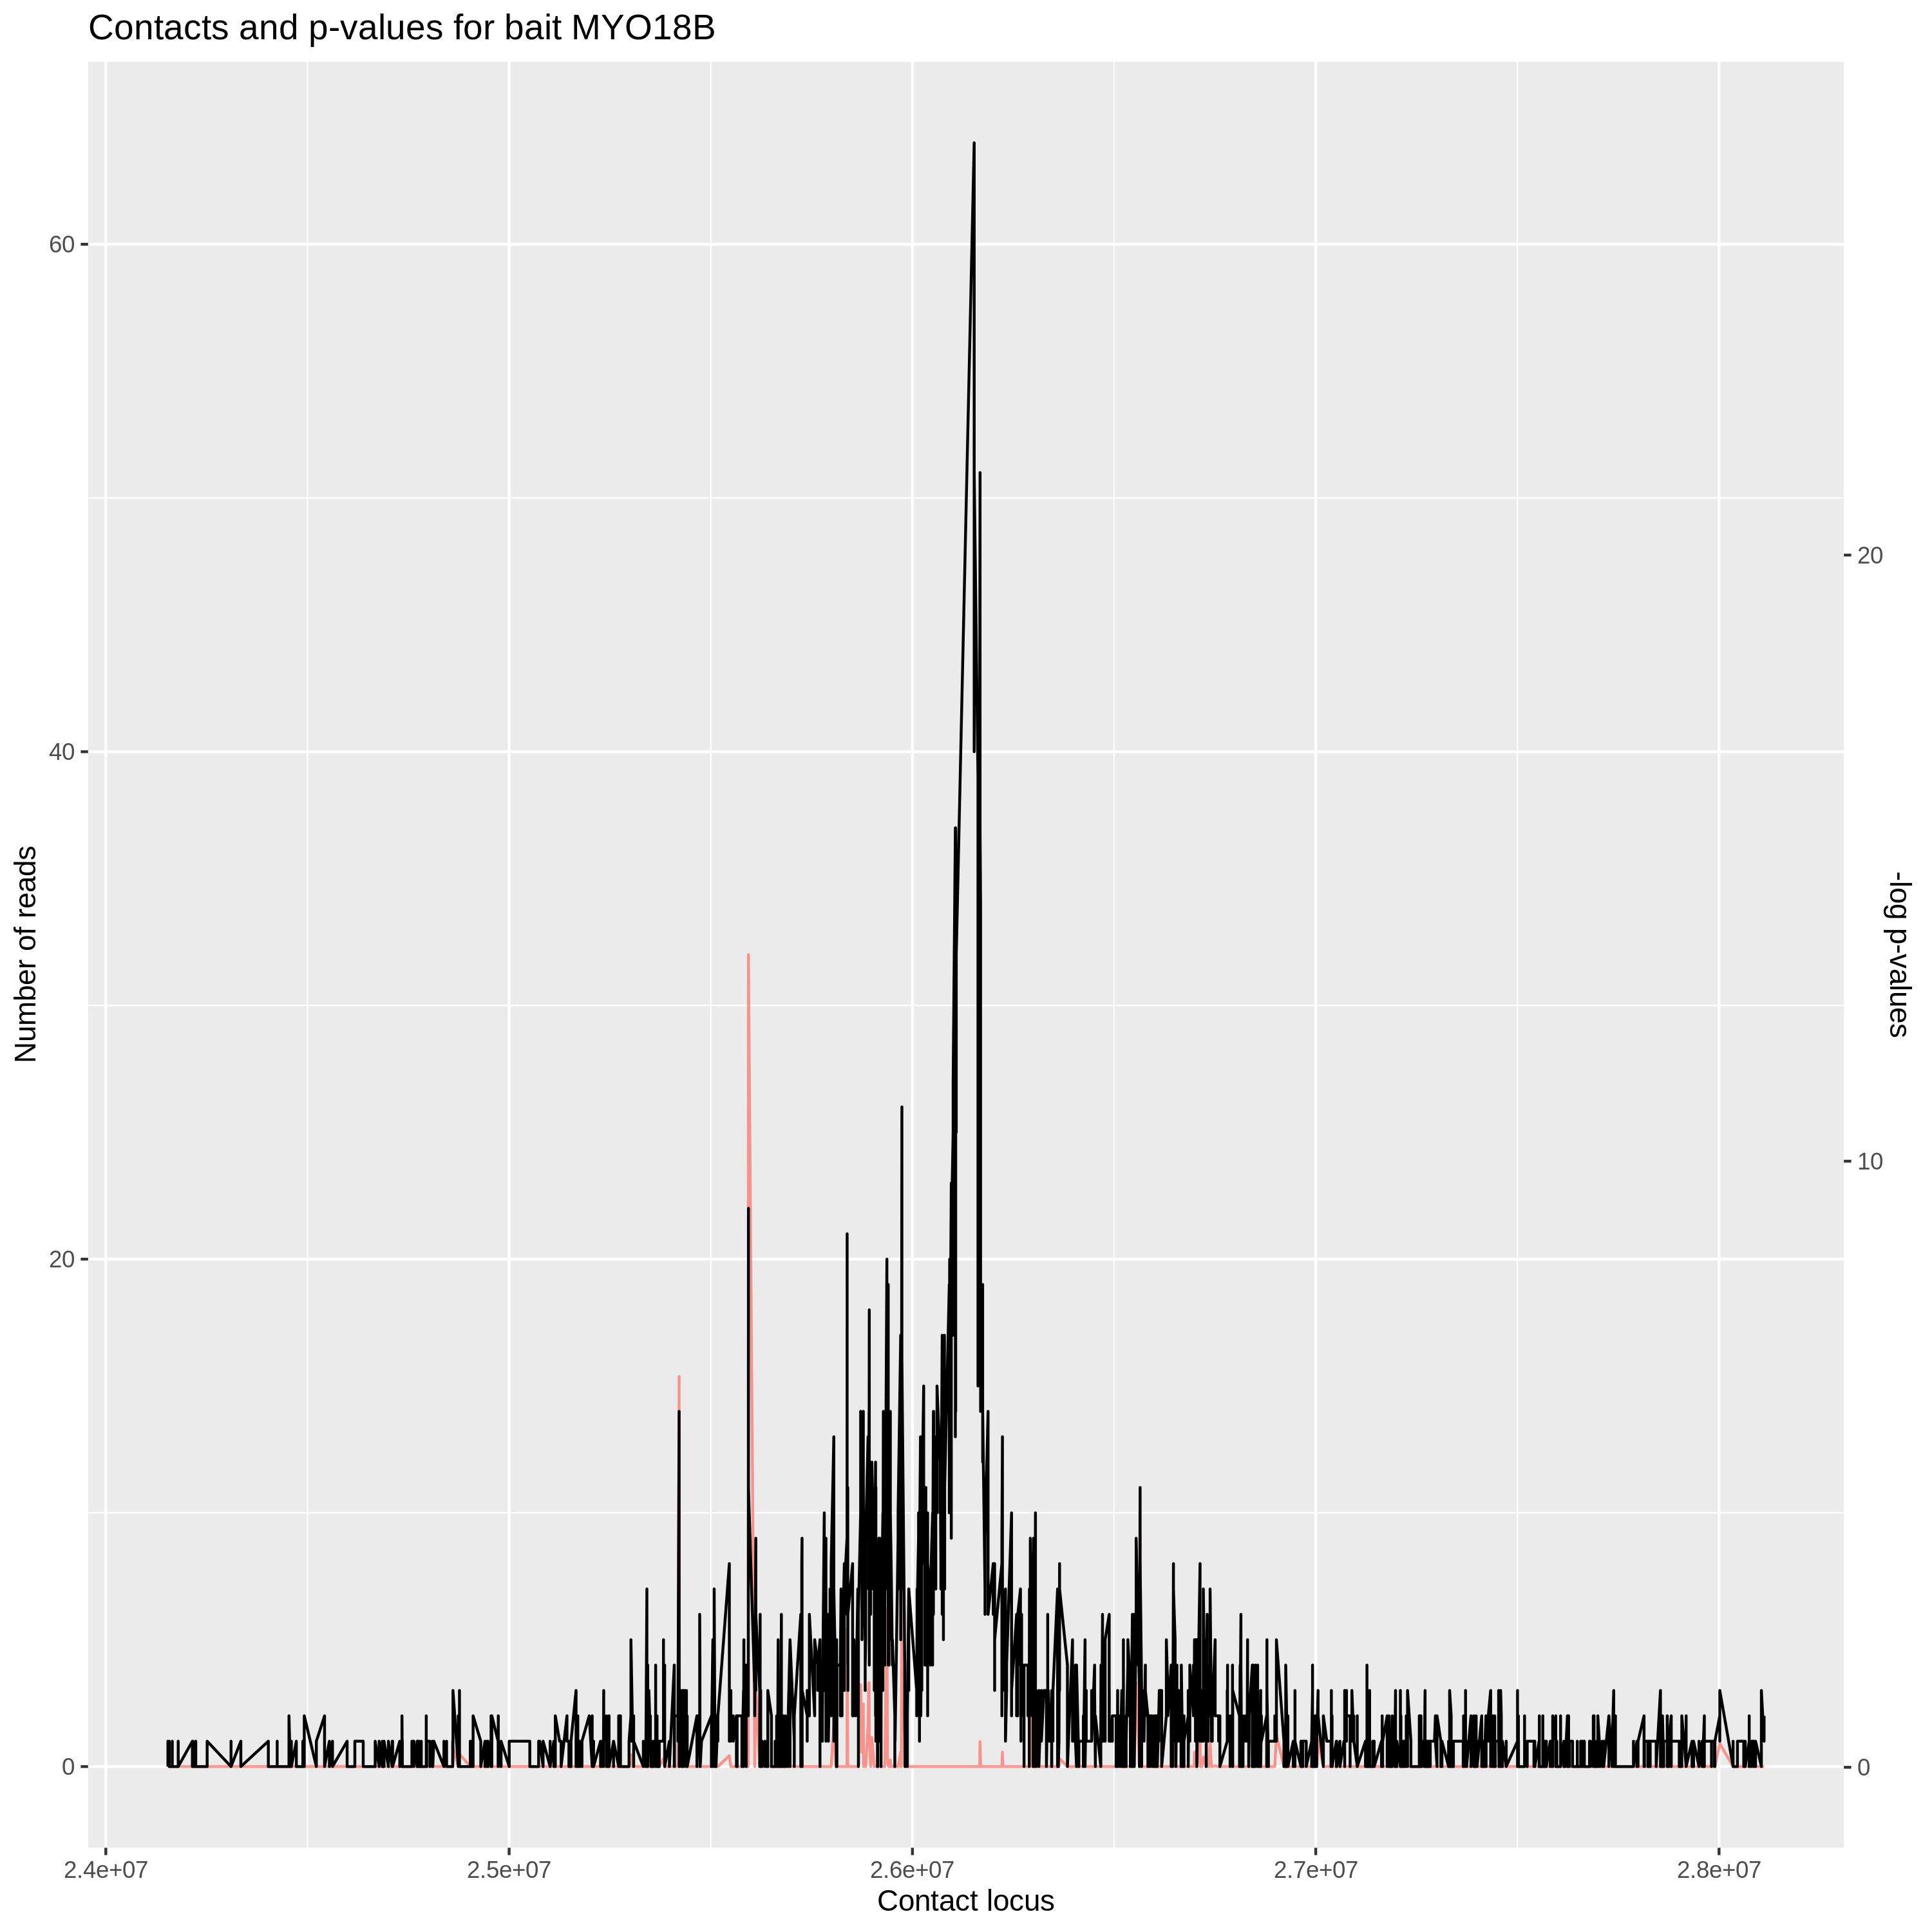 Contacts and p-values for bait MYO18B
Number of reads
60
40
20
0
20
10
0
-log p-values
2.4e+07
2.5e+07
2.6e+07
2.7e+07
2.8e+07
Contact locus